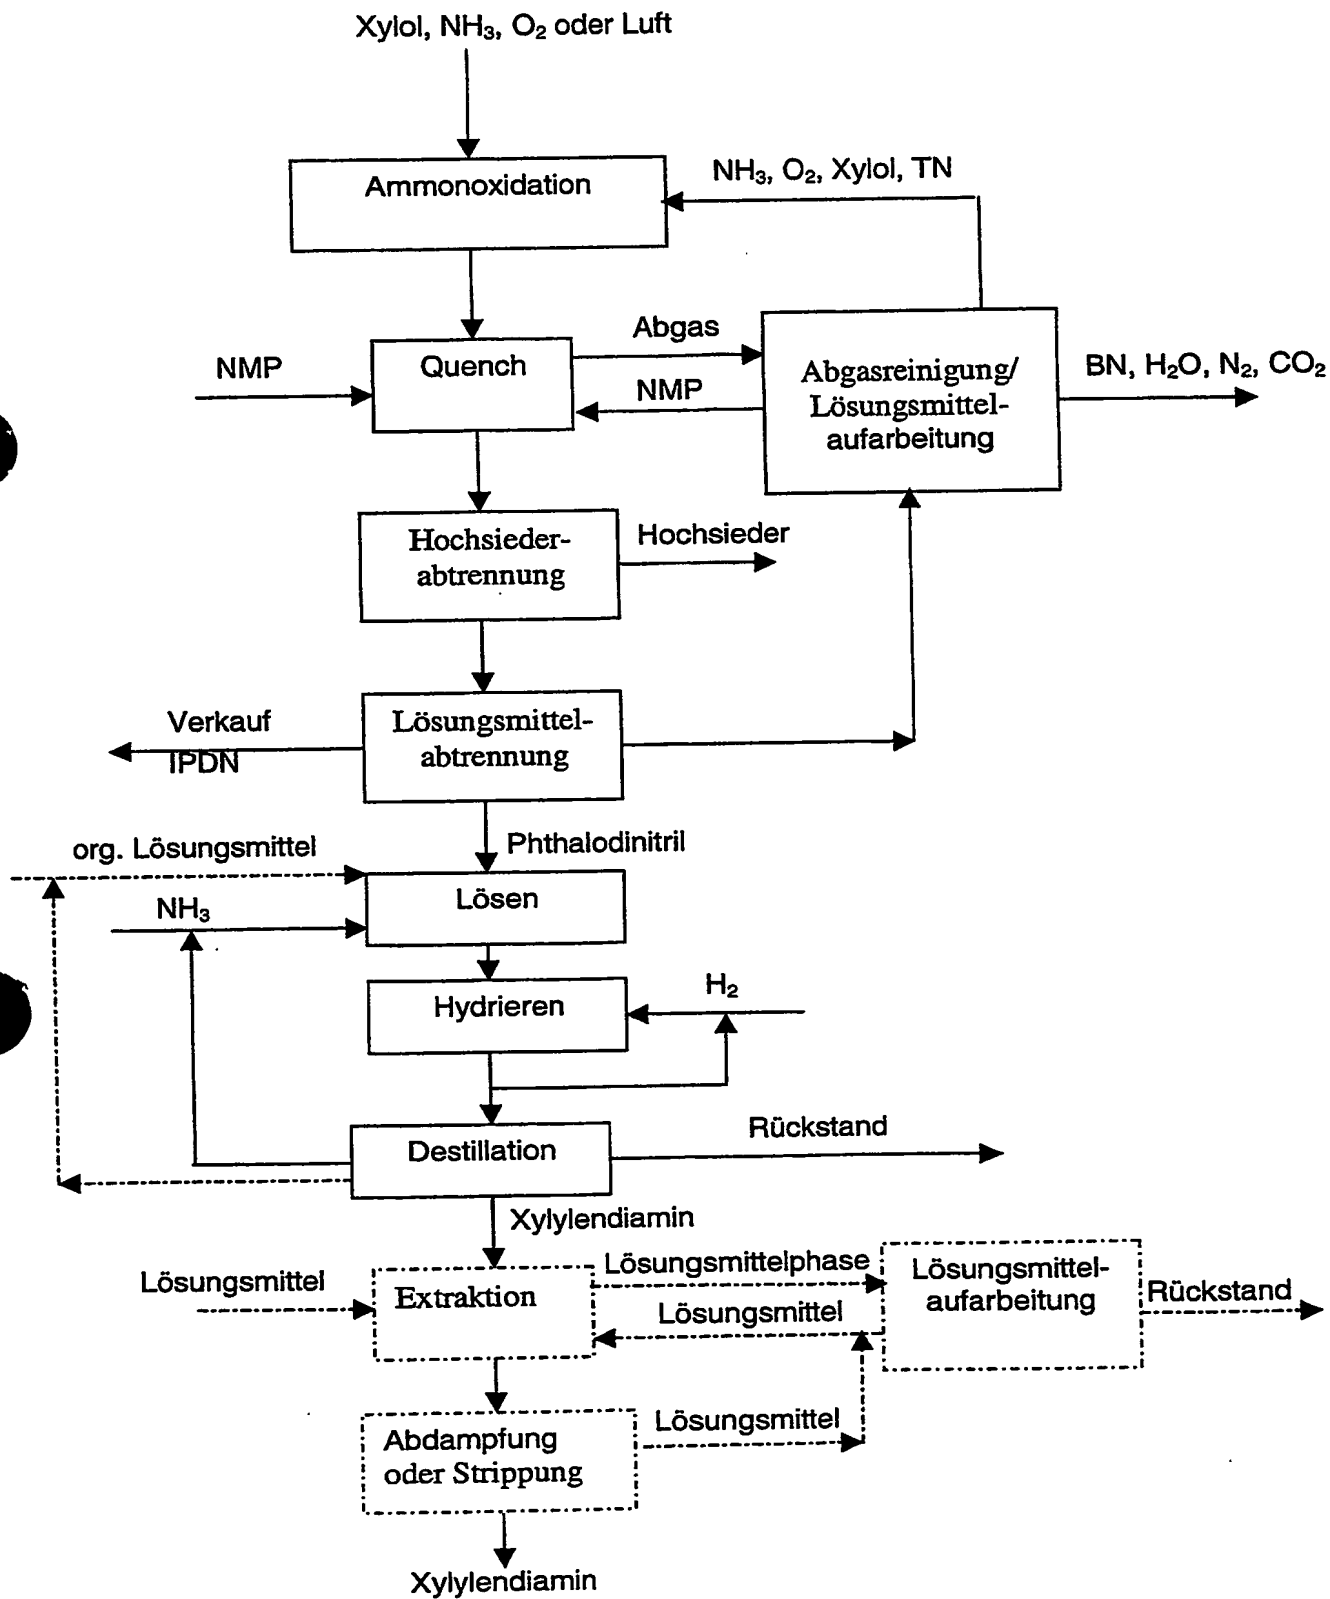 Xylol, NH₃, O₂ oder Luft
Ammonoxidation
NH₃, O₂, Xylol, TN
Quench
NMP
Abgas
NMP
Abgasreinigung/
Lösungsmittel-
aufarbeitung
BN, H₂O, N₂, CO₂
Hochsieder-
abtrennung
Hochsieder
Lösungsmittel-
abtrennung
Verkauf
IPDN
Phthalodinitril
org. Lösungsmittel
Lösen
NH₃
Hydrieren
H₂
Destillation
Rückstand
Xylylendiamin
Lösungsmittel
Extraktion
Lösungsmittelphase
Lösungsmittel
Lösungsmittel-
aufarbeitung
Rückstand
Abdampfung
oder Strippung
Lösungsmittel
Xylylendiamin